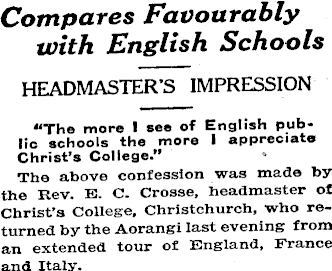 Compares Favourably
with English Schools
HEADMASTER'S IMPRESSION
"The more I see of English pub-
lic schools the more I appreciate
Christ's College."
The above confession was made by
the Rev. E. C. Crosse, headmaster of
Christ's College, Christchurch, who re-
turned by the Aorangi last evening from
an extended tour of England, France
and Italy.